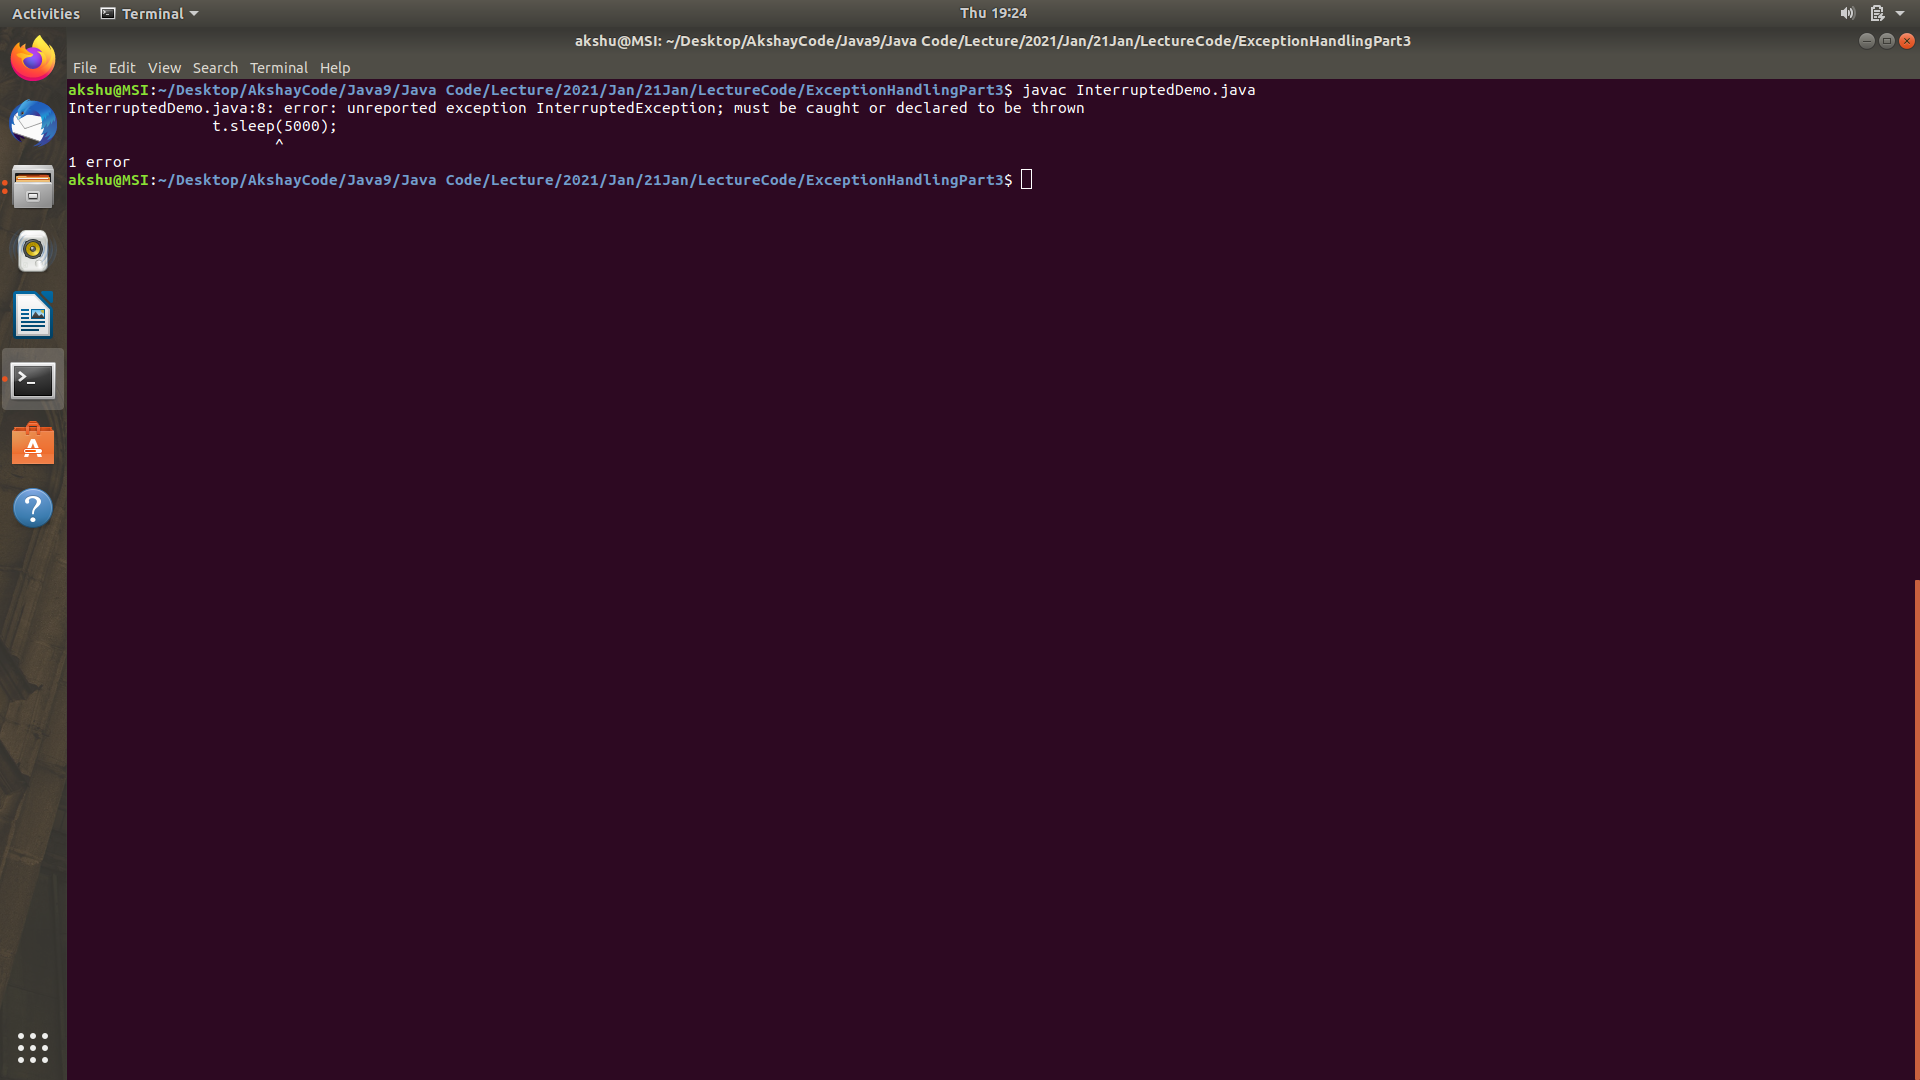 Activities Terminal Thu 19:24
akshu@MSI: ~/Desktop/AkshayCode/Java9/Java Code/Lecture/2021/Jan/21Jan/LectureCode/ExceptionHandlingPart3
File Edit View Search Terminal Help
akshu@MSI:~/Desktop/AkshayCode/Java9/Java Code/Lecture/2021/Jan/21Jan/LectureCode/ExceptionHandlingPart3$ javac InterruptedDemo.java
InterruptedDemo.java:8: error: unreported exception InterruptedException; must be caught or declared to be thrown
                t.sleep(5000);
                       ^
1 error
akshu@MSI:~/Desktop/AkshayCode/Java9/Java Code/Lecture/2021/Jan/21Jan/LectureCode/ExceptionHandlingPart3$